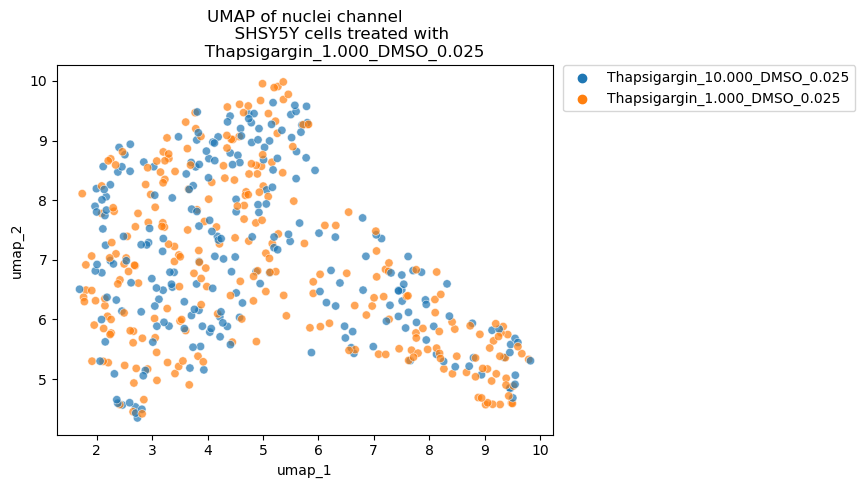 UMAP of nuclei channel
SHSY5Y cells treated with
Thapsigargin_1.000_DMSO_0.025
Thapsigargin_10.000_DMSO_0.025
Thapsigargin_1.000_DMSO_0.025
umap_2
10
9
8
7
6
5
2 3 4 5 6 7 8 9 10
umap_1